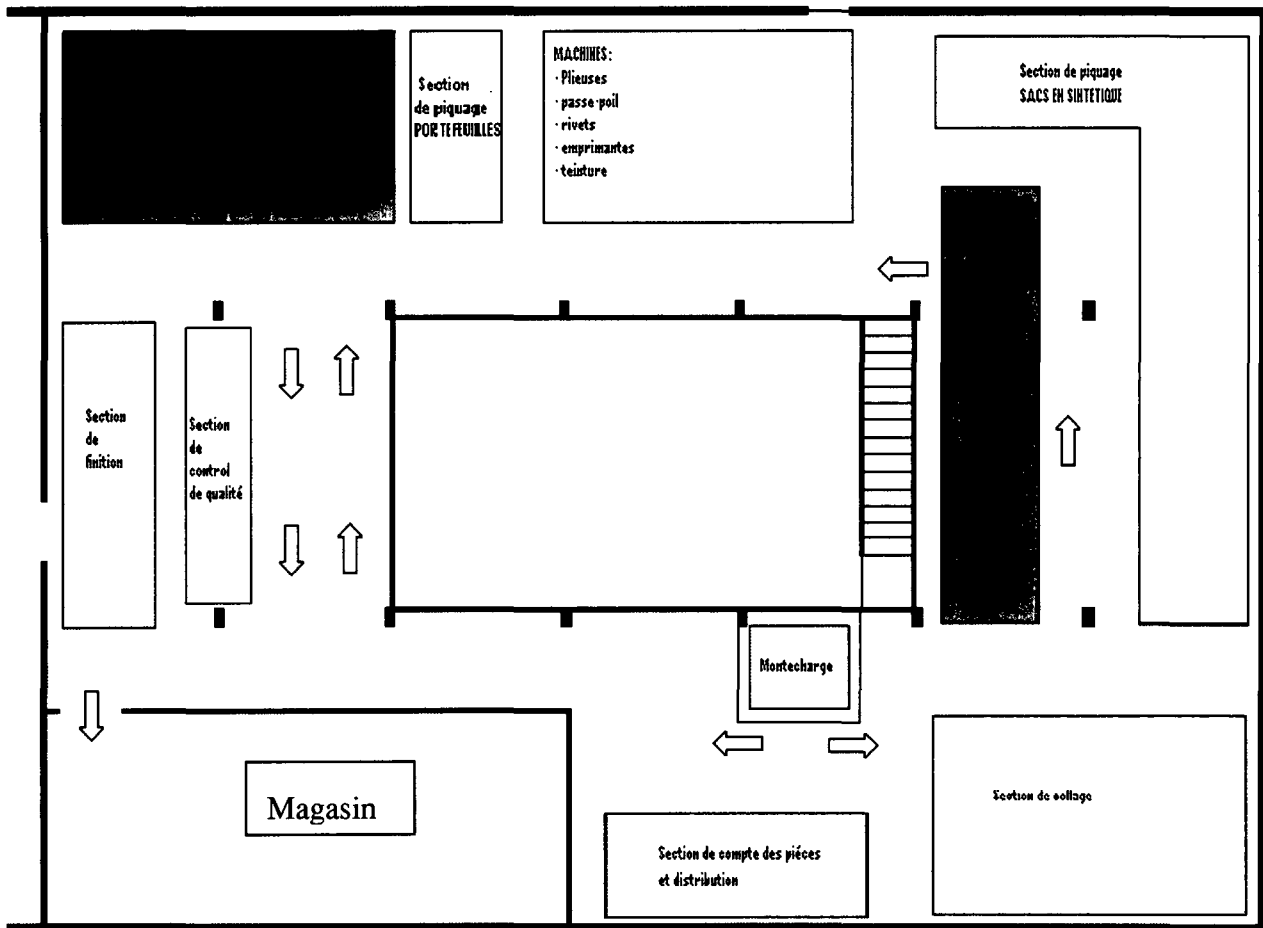 Section
de piquage
PORTEFEUILLES
MACHINES:
· Plieuses
· passe-poil
· rivets
· emprimantes
· teinture
Section de piquage
SACS EN SINTETIQUE
Section
de
finition
Section
de
control
de qualité
Montecharge
Magasin
Section de compte des piéces
et distribution
Section de collage